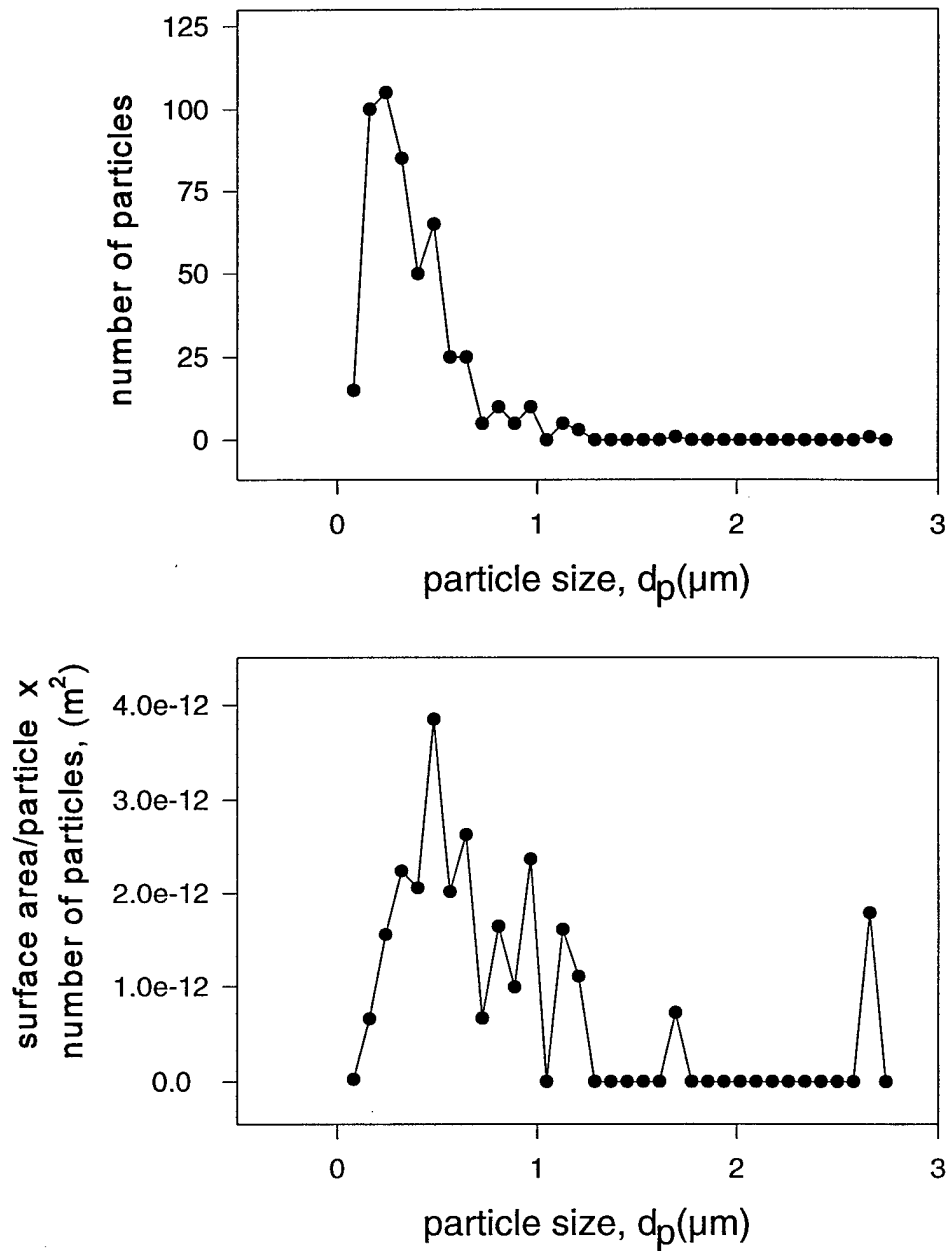 125
100
75
50
25
0
number of particles
0 1 2 3
particle size, dp(µm)
4.0e-12
3.0e-12
2.0e-12
1.0e-12
0.0
surface area/particle x
number of particles, (m²)
0 1 2 3
particle size, dp(µm)